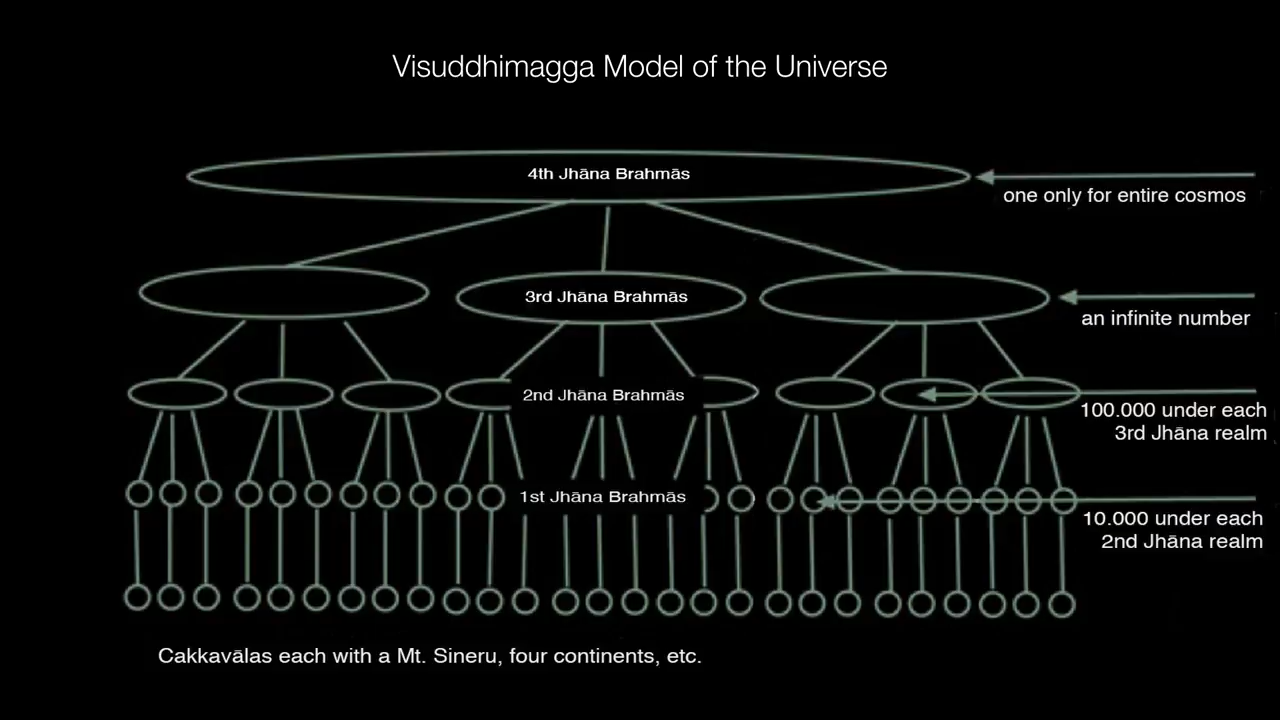 Visuddhimagga Model of the Universe
4th Jhāna Brahmās
one only for entire cosmos
3rd Jhāna Brahmās
an infinite number
2nd Jhāna Brahmās
100.000 under each
3rd Jhāna realm
1st Jhāna Brahmās
10.000 under each
2nd Jhāna realm
Cakkavālas each with a Mt. Sineru, four continents, etc.